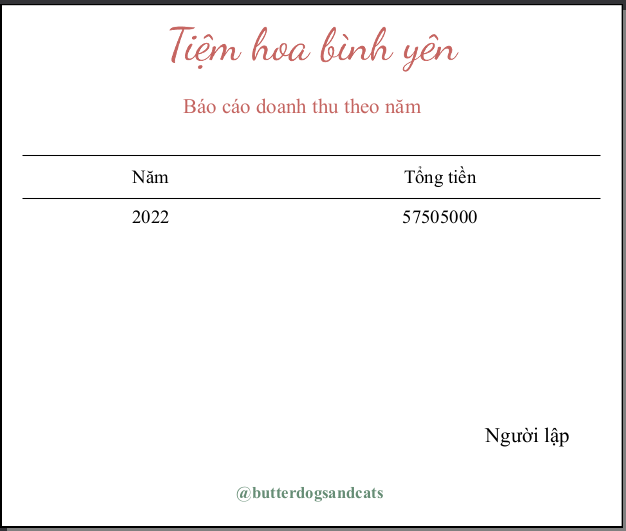 Tiệm hoa bình yên
Báo cáo doanh thu theo năm
Năm Tổng tiền
2022 57505000
Người lập
@butterdogsandcats